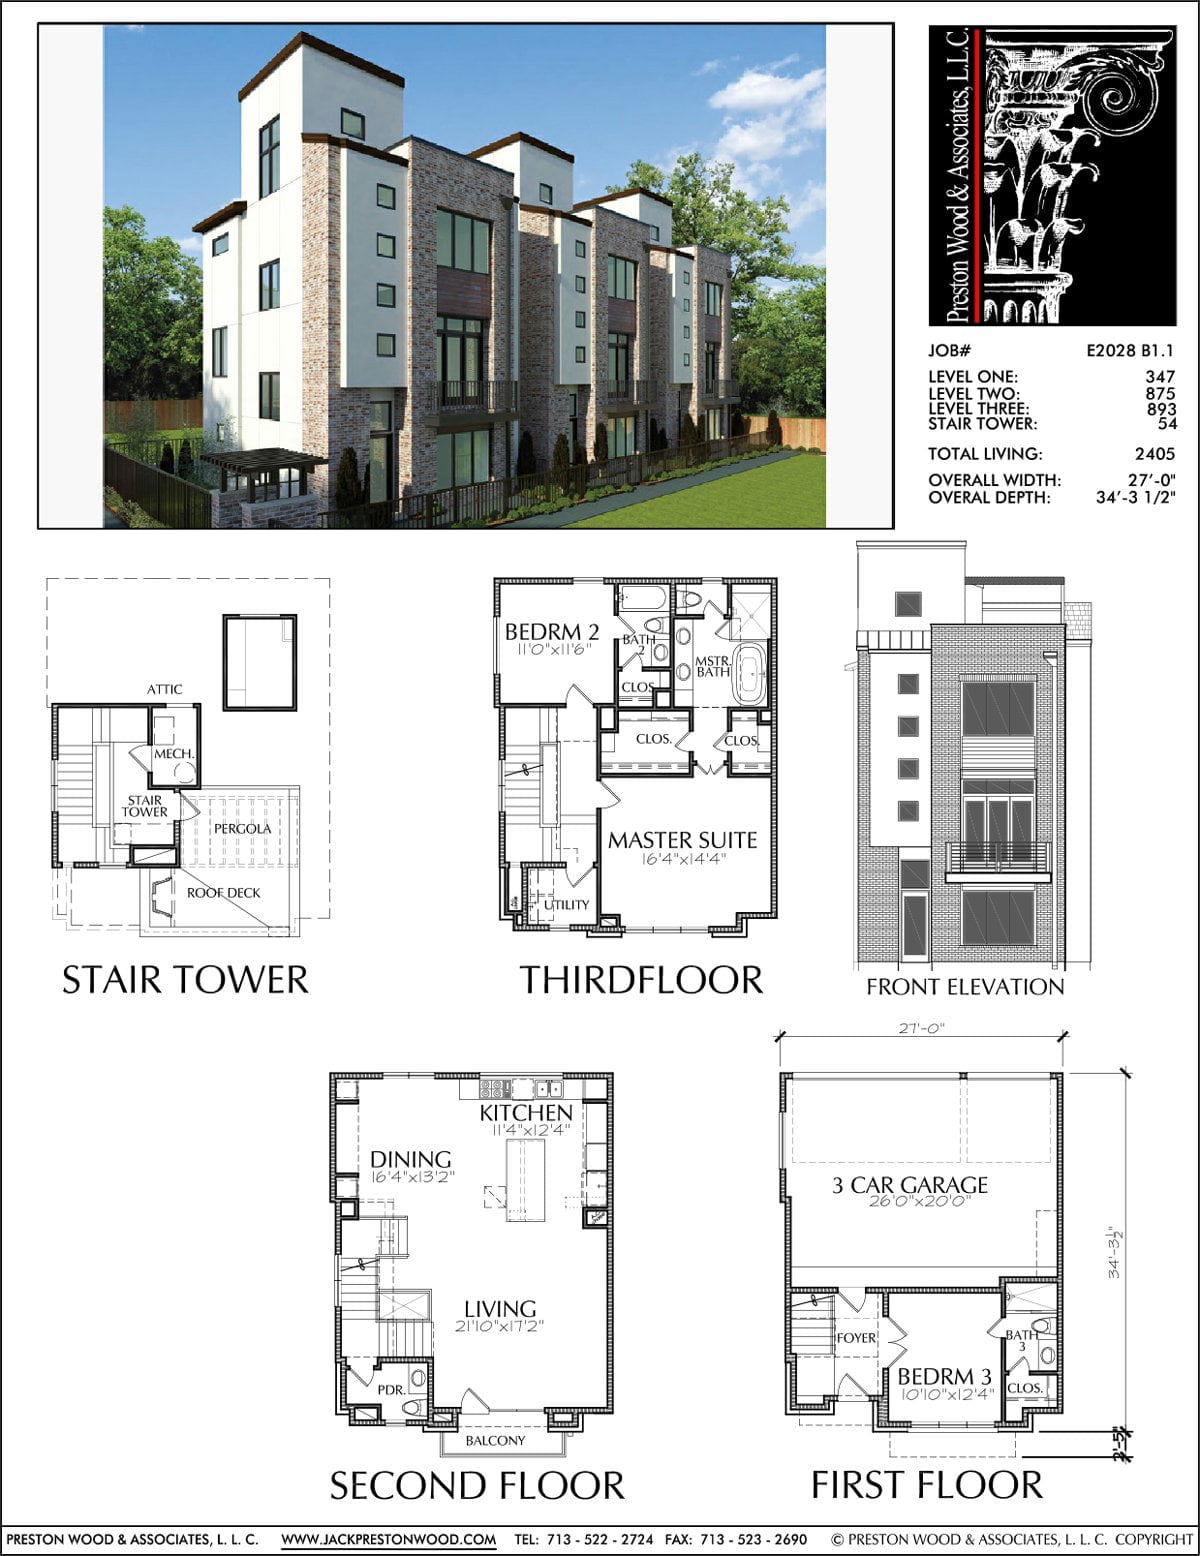 Preston Wood & Associates, L.L.C.
JOB# E2028 B1.1
LEVEL ONE: 347
LEVEL TWO: 875
LEVEL THREE: 893
STAIR TOWER: 54
TOTAL LIVING: 2405
OVERALL WIDTH: 27'-0"
OVERAL DEPTH: 34'-3 1/2"
ATTIC
MECH.
STAIR
TOWER
PERGOLA
ROOF DECK
STAIR TOWER
BEDRM 2
11'0"x11'6"
BATH
2
CLOS.
MSTR.
BATH
CLOS.
CLOS.
MASTER SUITE
16'4"x14'4"
UTILITY
THIRDFLOOR
FRONT ELEVATION
KITCHEN
11'4"x12'4"
DINING
16'4"x13'2"
LIVING
21'10"x17'2"
PDR.
BALCONY
SECOND FLOOR
27'-0"
3 CAR GARAGE
26'0"x20'0"
34'-3½"
FOYER
BATH
3
BEDRM 3
10'10"x12'4"
CLOS.
2'-5"
FIRST FLOOR
PRESTON WOOD & ASSOCIATES, L. L. C. WWW.JACKPRESTONWOOD.COM TEL: 713 - 522 - 2724 FAX: 713 - 523 - 2690 © PRESTON WOOD & ASSOCIATES, L. L. C. COPYRIGHT